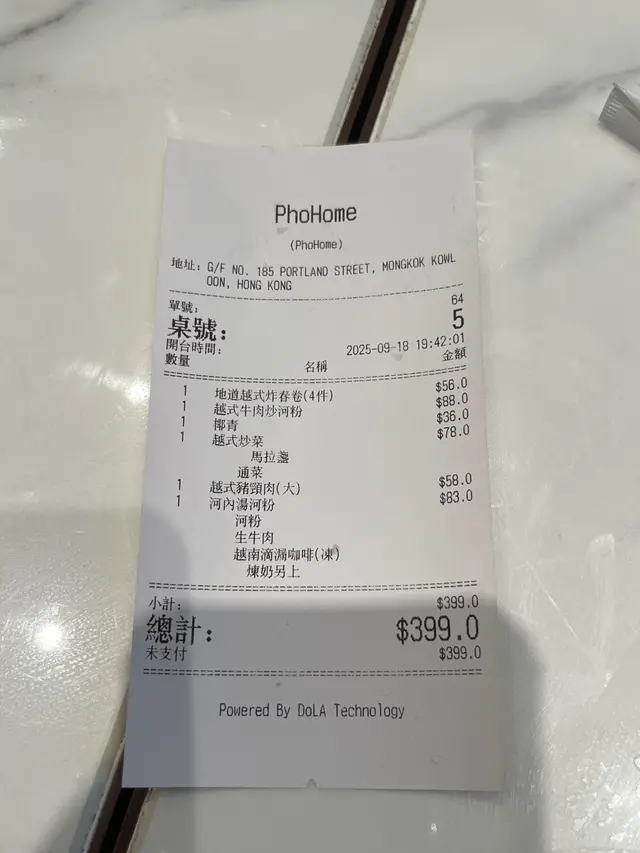 PhoHome
(PhoHome)
地址: G/F NO. 185 PORTLAND STREET, MONGKOK KOWL
OON, HONG KONG
單號: 64
桌號: 5
開台時間: 2025-09-18 19:42:01
數量 名稱 金額
1 地道越式炸春卷(4件) $56.0
1 越式牛肉炒河粉 $88.0
1 椰青 $36.0
1 越式炒菜 $78.0
馬拉盞
通菜
1 越式豬頸肉(大) $58.0
1 河內湯河粉 $83.0
河粉
生牛肉
越南滴漏咖啡(凍)
煉奶另上
小計: $399.0
總計: $399.0
未支付 $399.0
Powered By DoLA Technology